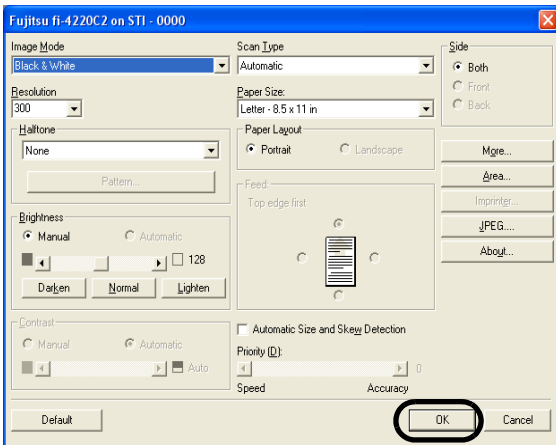 Fujitsu fi-4220C2 on STI - 0000
Image Mode
Black & White
Scan Type
Automatic
Side
Both
Front
Back
Resolution
300
Paper Size:
Letter - 8.5 x 11 in
Halftone
None
Pattern...
Paper Layout
Portrait Landscape
More...
Area...
Imprinter...
JPEG....
About...
Feed:
Top edge first
Brightness
Manual Automatic
128
Darken Normal Lighten
Contrast
Manual Automatic
Auto
Automatic Size and Skew Detection
Priority (D):
0
Speed Accuracy
Default OK Cancel